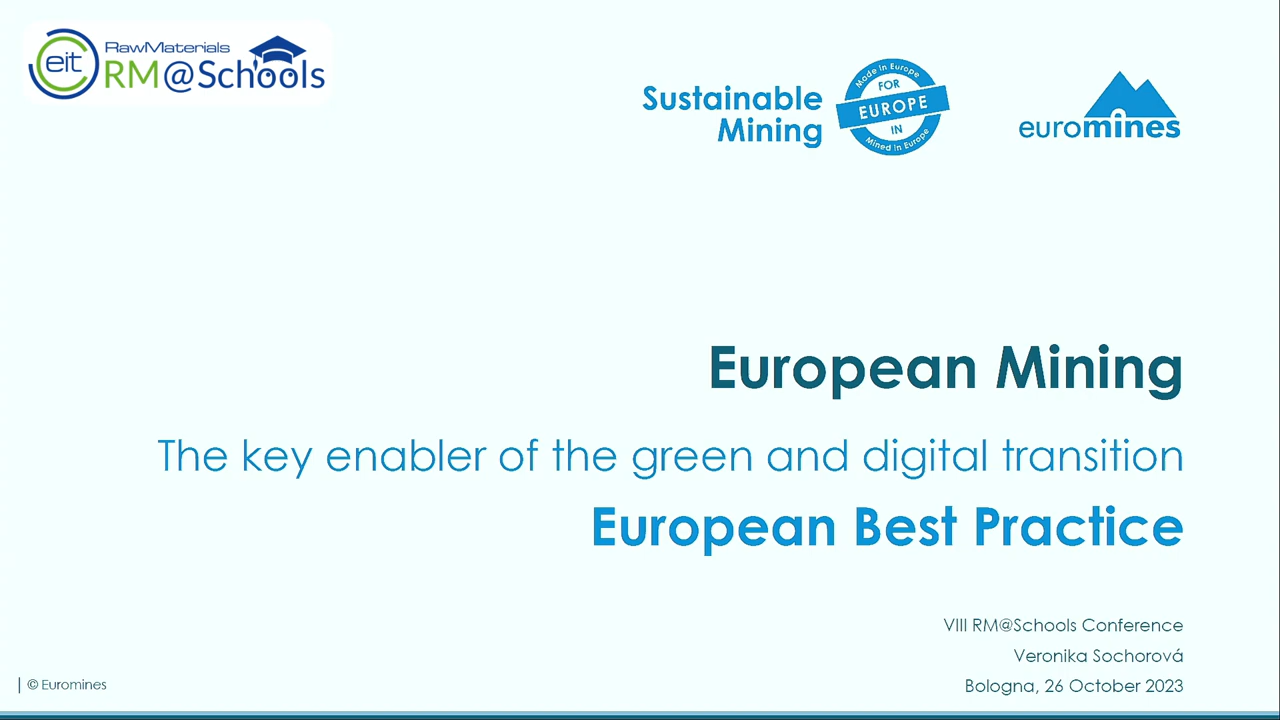 eit RawMaterials
RM@Schools
Sustainable
Mining
Made in Europe
FOR
EUROPE
IN
Mined in Europe
euromines
European Mining
The key enabler of the green and digital transition
European Best Practice
VIII RM@Schools Conference
Veronika Sochorová
Bologna, 26 October 2023
© Euromines